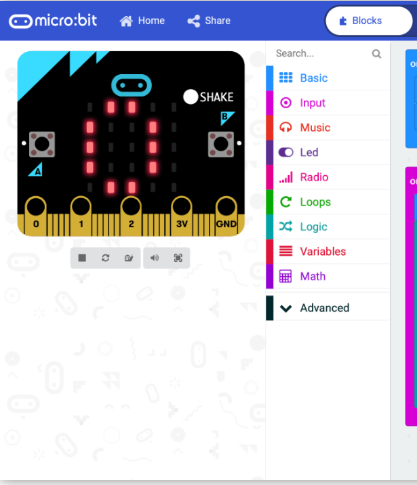 micro:bit Home Share Blocks
Search...
SHAKE
B
A
0 1 2 3V GND
Basic
Input
Music
Led
Radio
Loops
Logic
Variables
Math
Advanced
o
o